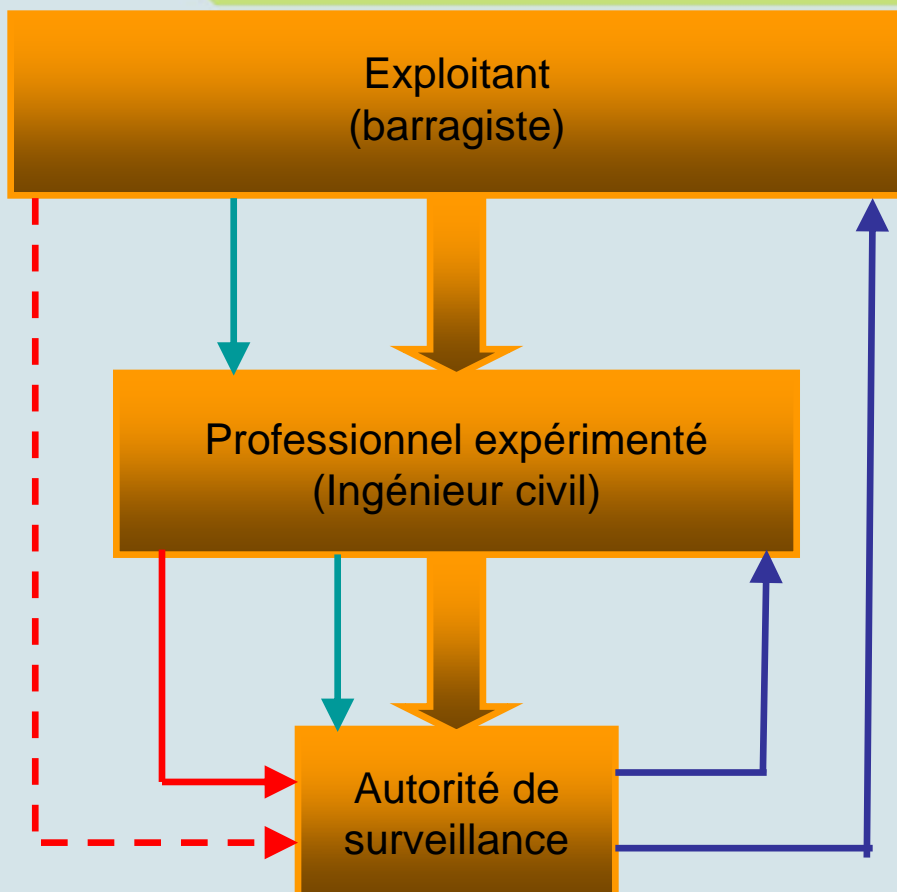 Exploitant
(barragiste)
Professionnel expérimenté
(Ingénieur civil)
Autorité de
surveillance